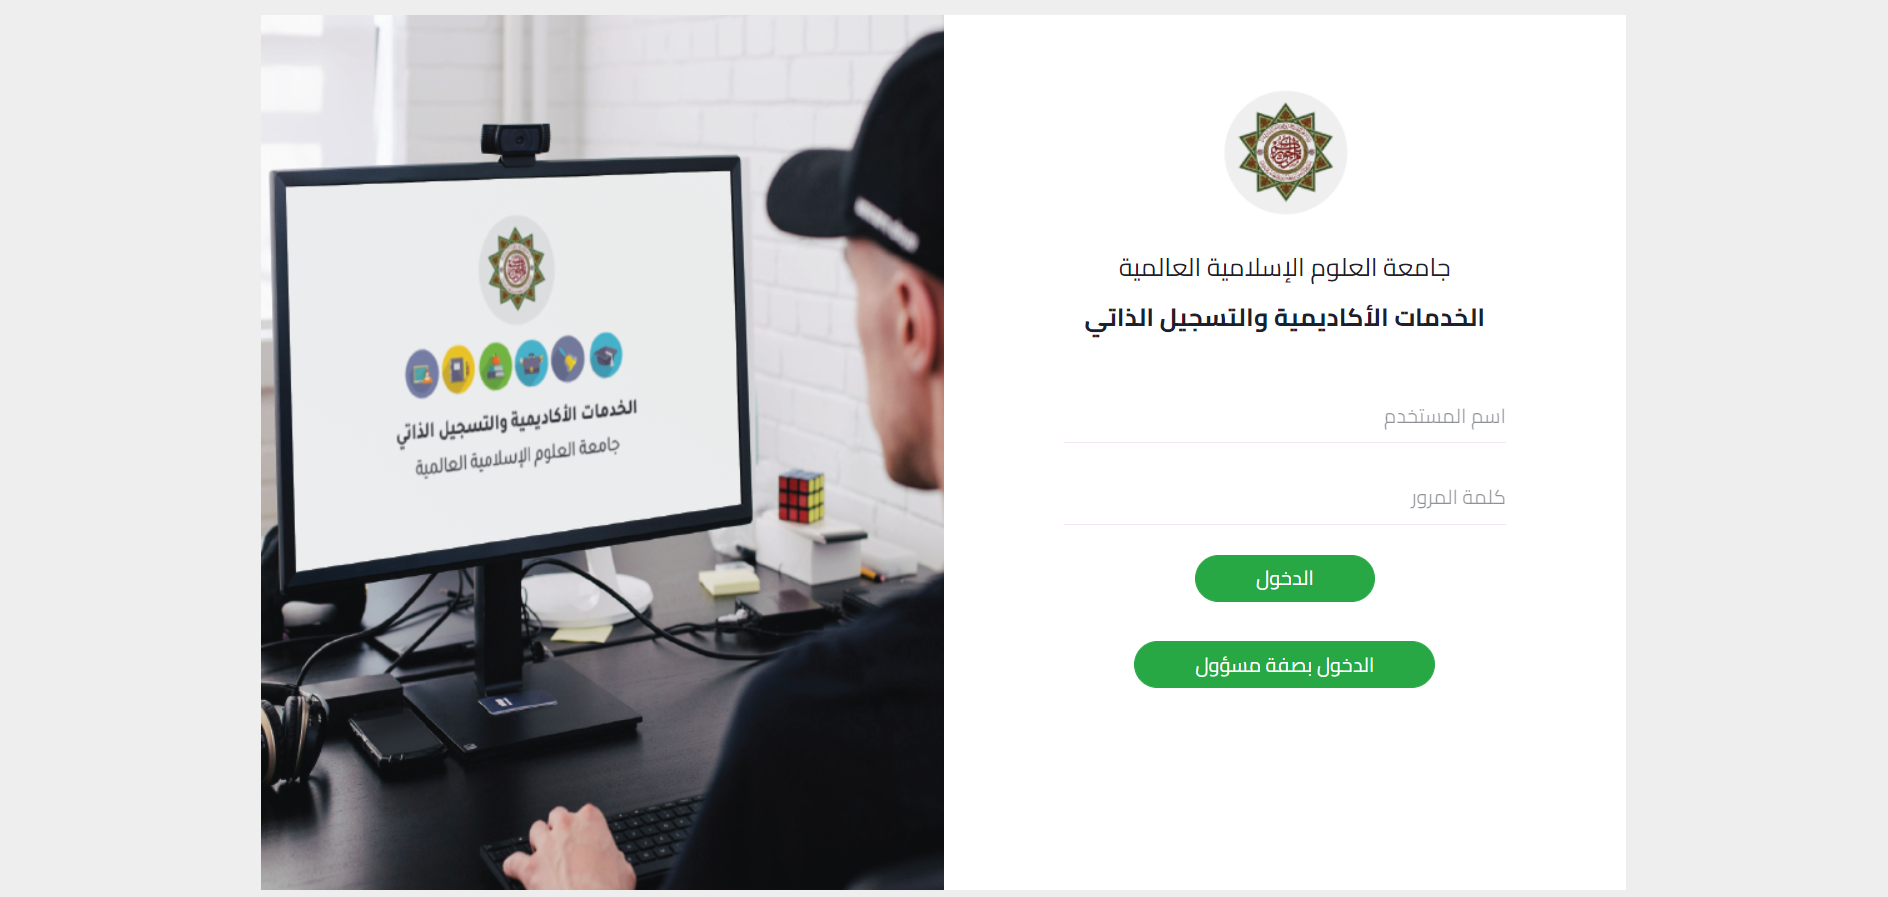 جامعة العلوم الإسلامية العالمية
الخدمات الأكاديمية والتسجيل الذاتي
اسم المستخدم
كلمة المرور
الدخول
الدخول بصفة مسؤول
الخدمات الأكاديمية والتسجيل الذاتي
جامعة العلوم الإسلامية العالمية